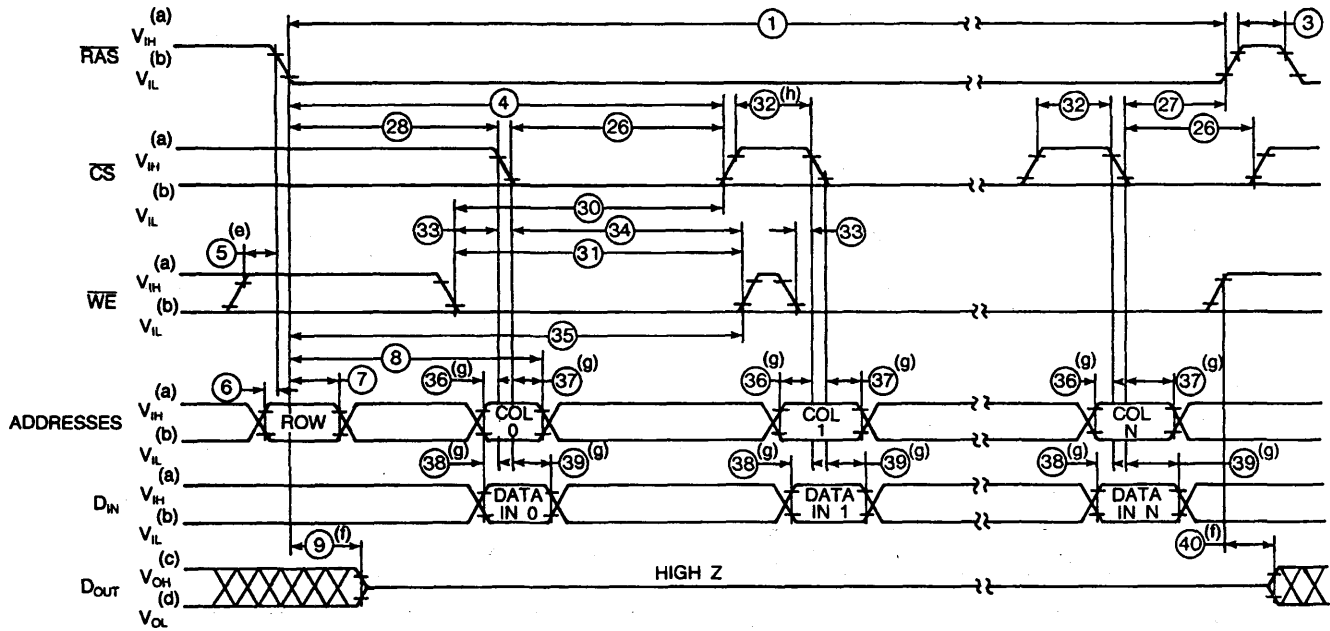 (a) 1 3
V_IH
R̅A̅S̅ (b)
V_IL
4 32 (h) 32 27
28 26 26
(a)
V_IH
C̅S̅
(b)
V_IL
30
33 34 33
5 (e) 31
(a)
V_IH
W̅E̅ (b)
V_IL
35
8
6 7 36 (g) 37 (g) 36 (g) 37 (g) 36 (g) 37 (g)
(a)
V_IH
ADDRESSES ROW COL 0 COL 1 COL N
(b)
V_IL
38 (g) 39 (g) 38 (g) 39 (g) 38 (g) 39 (g)
(a)
V_IH
D_IN DATA IN 0 DATA IN 1 DATA IN N
(b)
V_IL
9 (f) 40 (f)
(c)
V_OH HIGH Z
D_OUT
(d)
V_OL